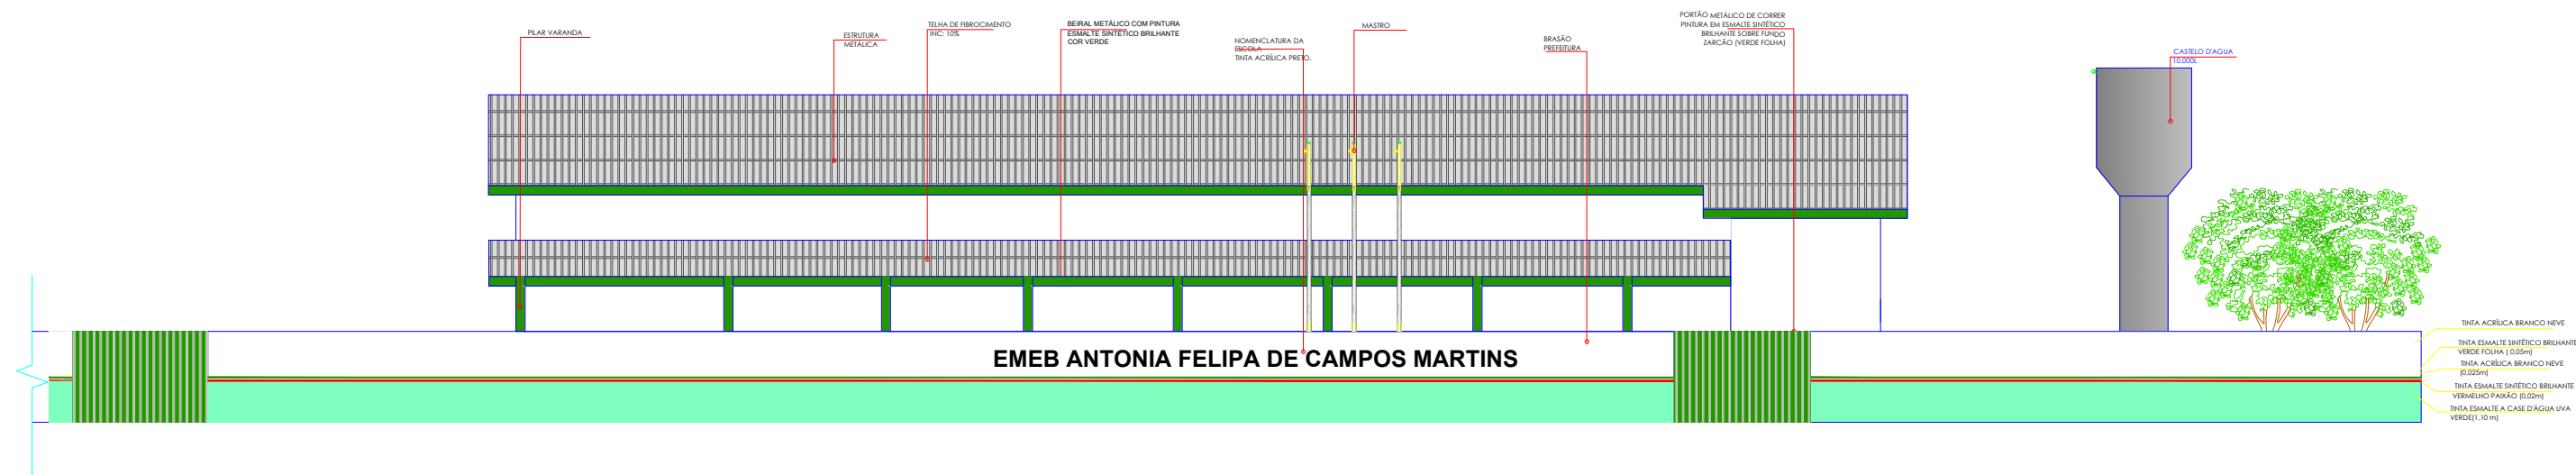 PILAR VARANDA
ESTRUTURA
METÁLICA
TELHA DE FIBROCIMENTO
INC: 10%
BEIRAL METÁLICO COM PINTURA
ESMALTE SINTÉTICO BRILHANTE
COR VERDE
NOMENCLATURA DA
ESCOLA
TINTA ACRÍLICA PRETO.
MASTRO
BRASÃO
PREFEITURA
PORTÃO METÁLICO DE CORRER
PINTURA EM ESMALTE SINTÉTICO
BRILHANTE SOBRE FUNDO
ZARCÃO (VERDE FOLHA)
CASTELO D'AGUA
10.000L
EMEB ANTONIA FELIPA DE CAMPOS MARTINS
TINTA ACRÍLICA BRANCO NEVE
TINTA ESMALTE SINTÉTICO BRILHANTE
VERDE FOLHA ( 0,05m)
TINTA ACRÍLICA BRANCO NEVE
(0,025m)
TINTA ESMALTE SINTÉTICO BRILHANTE
VERMELHO PAIXÃO (0,02m)
TINTA ESMALTE A CASE D'ÁGUA UVA
VERDE(1,10 m)